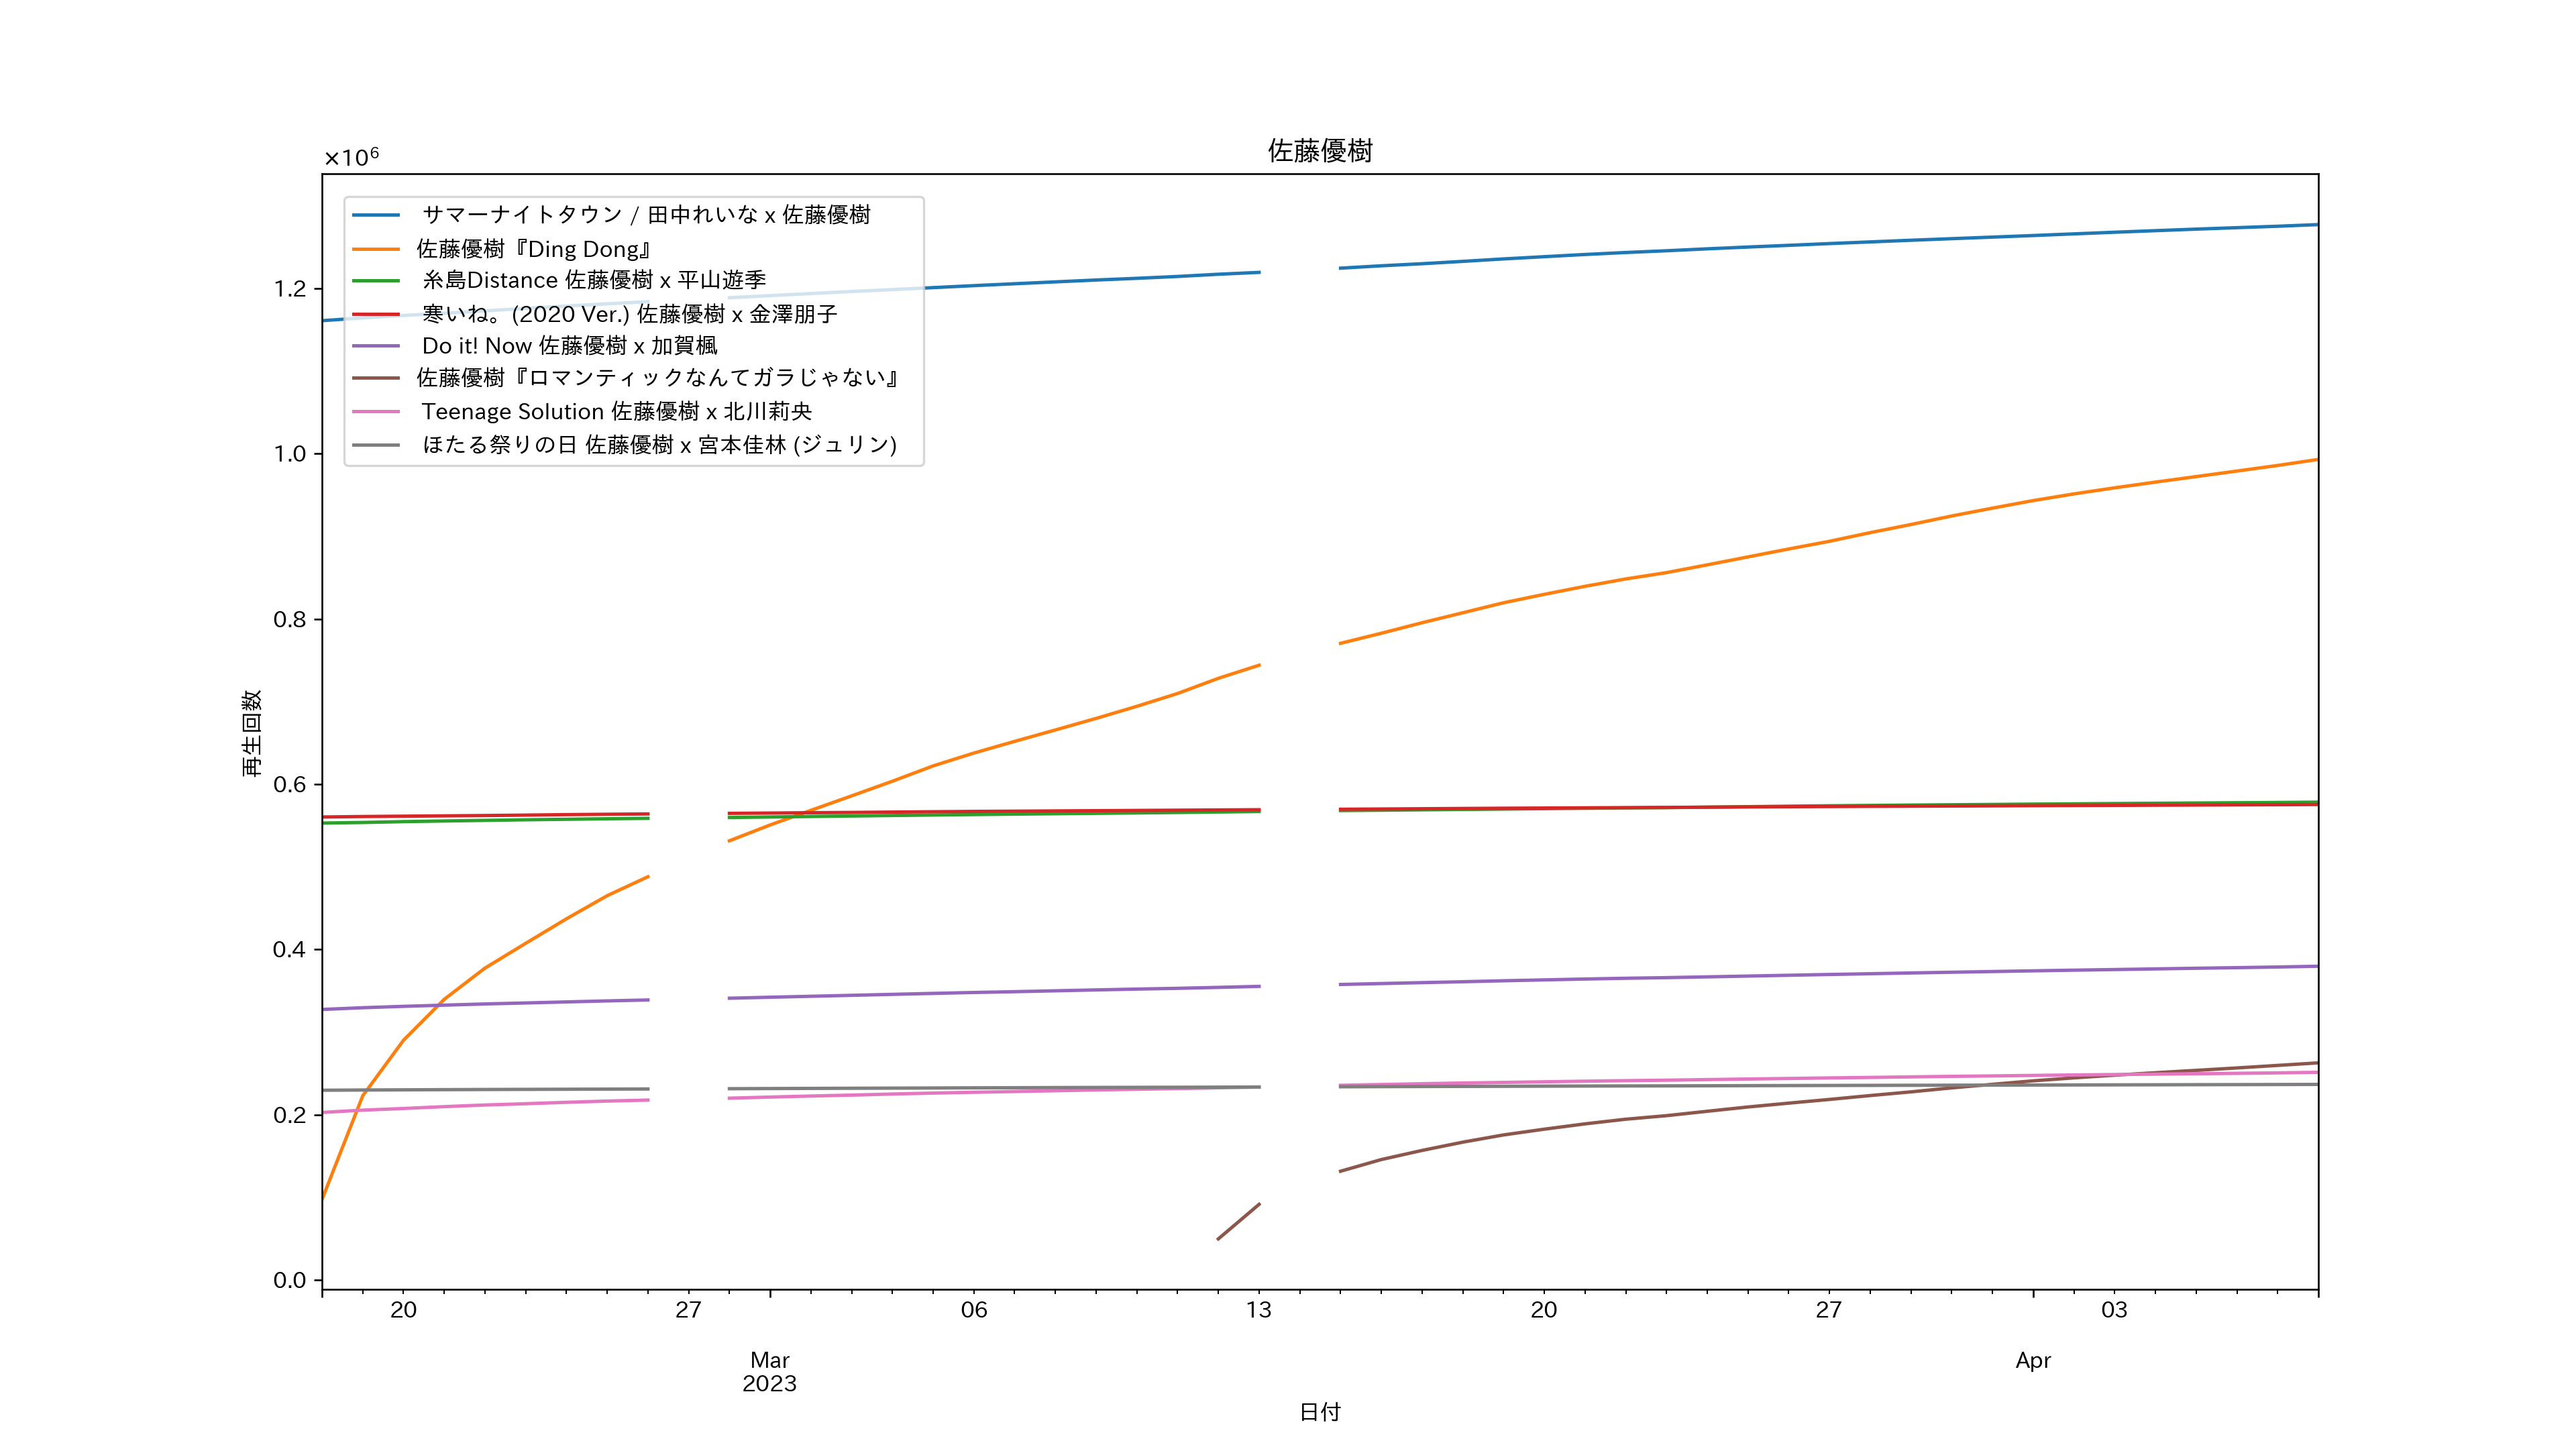 佐藤優樹
×10⁶
サマーナイトタウン / 田中れいな x 佐藤優樹
佐藤優樹『Ding Dong』
糸島Distance 佐藤優樹 x 平山遊季
寒いね。(2020 Ver.) 佐藤優樹 x 金澤朋子
Do it! Now 佐藤優樹 x 加賀楓
佐藤優樹『ロマンティックなんてガラじゃない』
Teenage Solution 佐藤優樹 x 北川莉央
ほたる祭りの日 佐藤優樹 x 宮本佳林 (ジュリン)
1.2
1.0
0.8
0.6
0.4
0.2
0.0
再生回数
20 27 06 13 20 27 03
Mar Apr
2023
日付